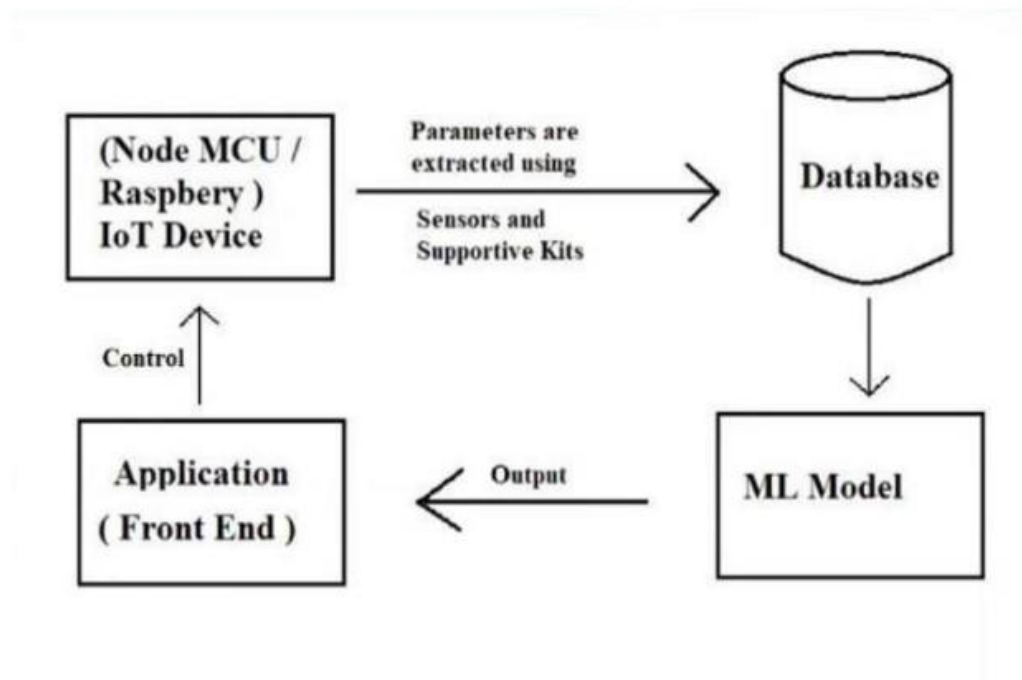 (Node MCU /
Raspbery )
IoT Device
Parameters are
extracted using
Sensors and
Supportive Kits
Database
Control
Application
( Front End )
Output
ML Model